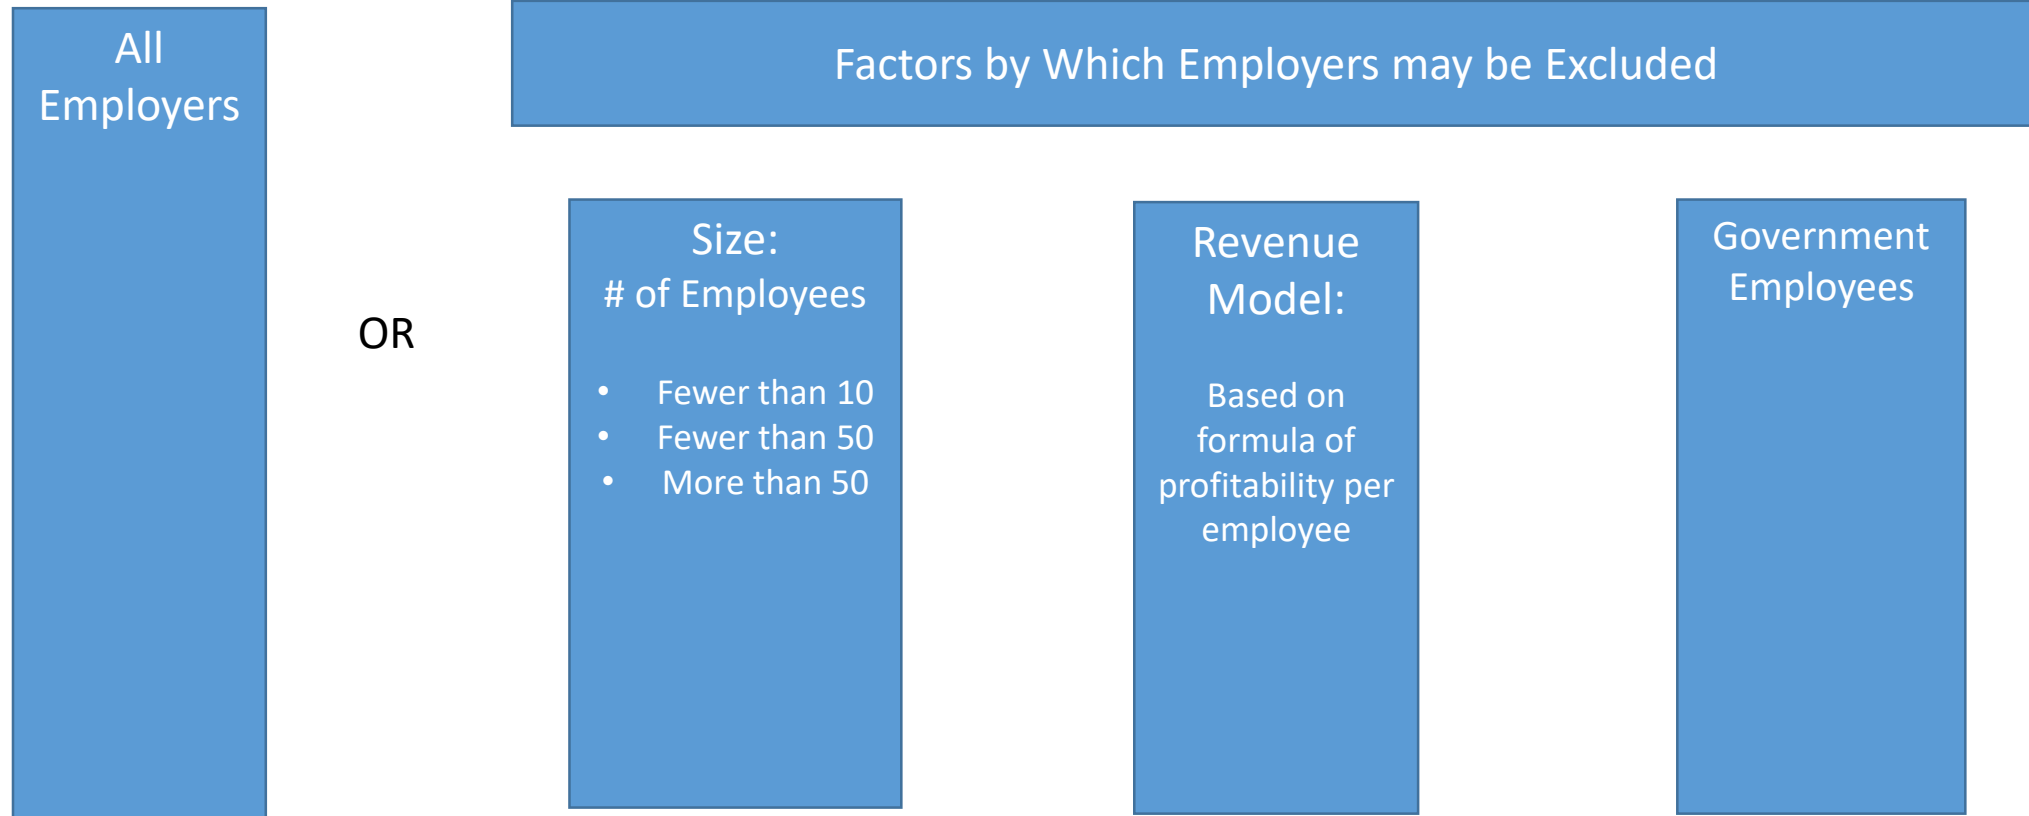 All
Employers
OR
Factors by Which Employers may be Excluded
Size:
# of Employees
• Fewer than 10
• Fewer than 50
• More than 50
Revenue
Model:
Based on
formula of
profitability per
employee
Government
Employees